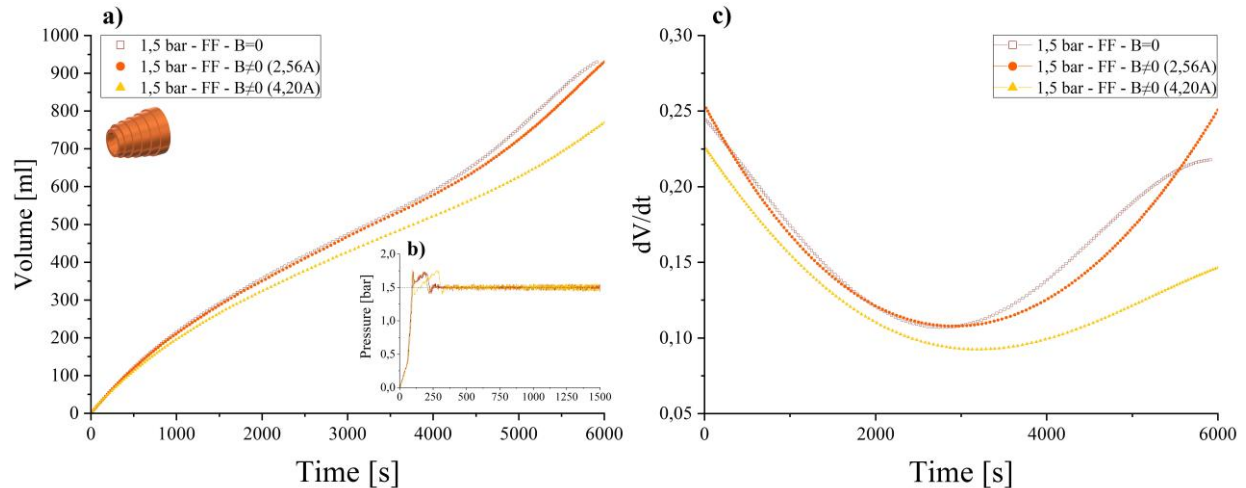 a)
1,5 bar - FF - B=0
1,5 bar - FF - B≠0 (2,56A)
1,5 bar - FF - B≠0 (4,20A)
1000
900
800
700
600
500
400
300
200
100
0
Volume [ml]
0 1000 2000 3000 4000 5000 6000
Time [s]
b)
2,0
1,5
1,0
0,5
0,0
Pressure [bar]
0 250 500 750 1000 1250 1500
c)
1,5 bar - FF - B=0
1,5 bar - FF - B≠0 (2,56A)
1,5 bar - FF - B≠0 (4,20A)
0,30
0,25
0,20
0,15
0,10
0,05
dV/dt
0 2000 4000 6000
Time [s]